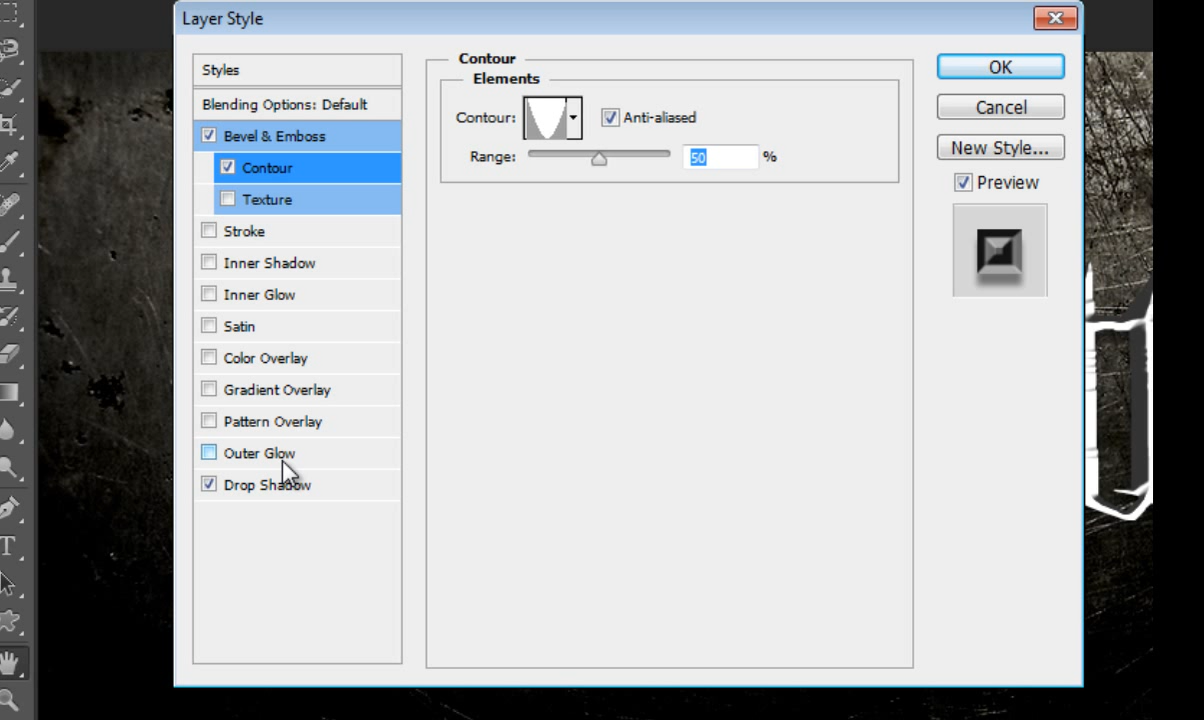 Layer Style
Styles
Blending Options: Default
Bevel & Emboss
Contour
Texture
Stroke
Inner Shadow
Inner Glow
Satin
Color Overlay
Gradient Overlay
Pattern Overlay
Outer Glow
Drop Shadow
Contour
Elements
Contour:
Anti-aliased
Range: 50 %
OK
Cancel
New Style...
Preview